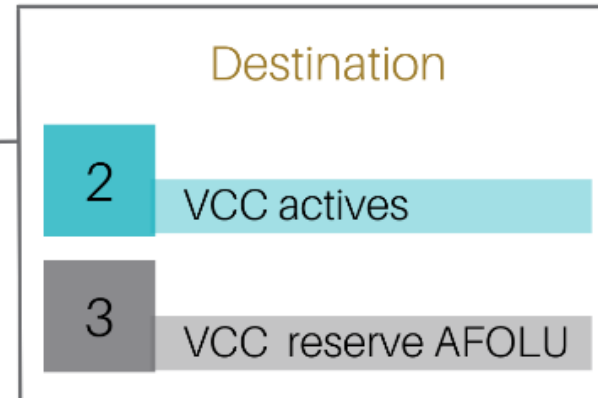 Destination
2
VCC actives
3
VCC reserve AFOLU